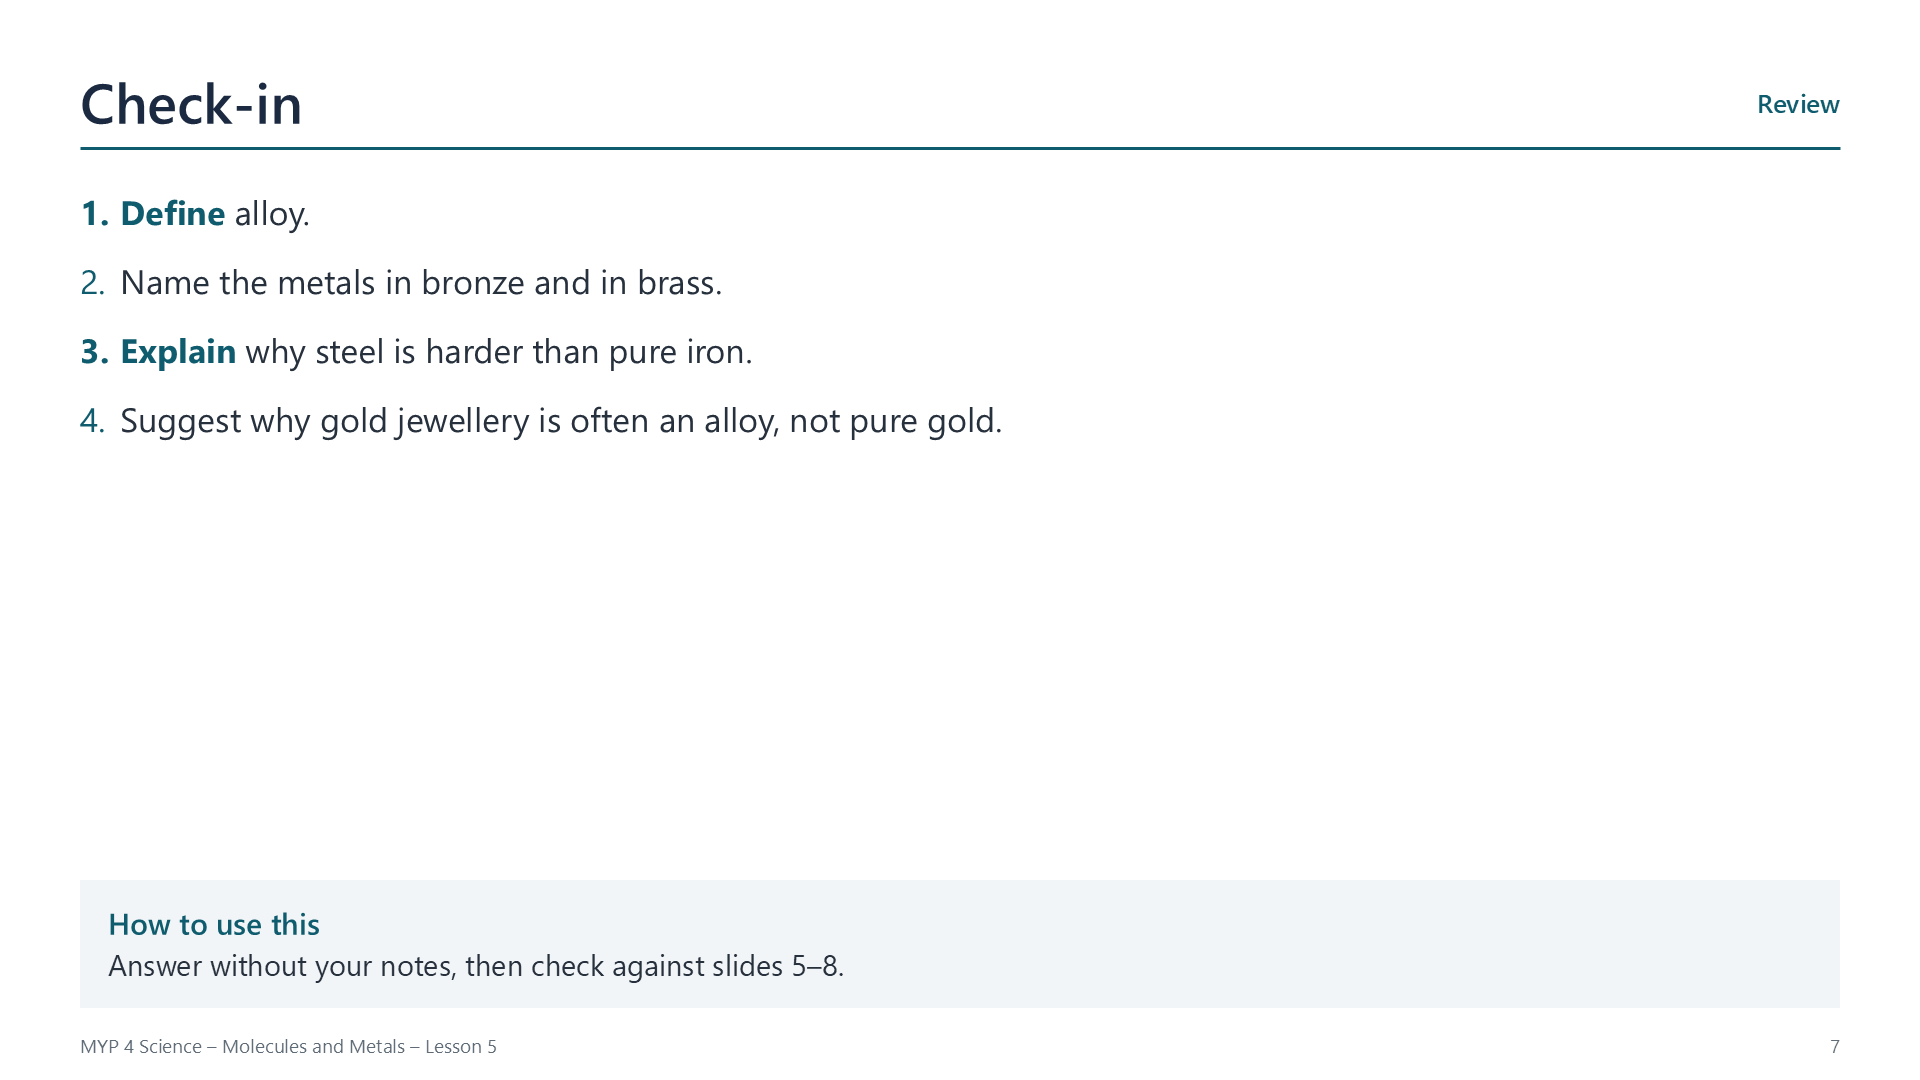 Check-in
Review
1. Define alloy.
2. Name the metals in bronze and in brass.
3. Explain why steel is harder than pure iron.
4. Suggest why gold jewellery is often an alloy, not pure gold.
How to use this
Answer without your notes, then check against slides 5–8.
MYP 4 Science – Molecules and Metals – Lesson 5
7